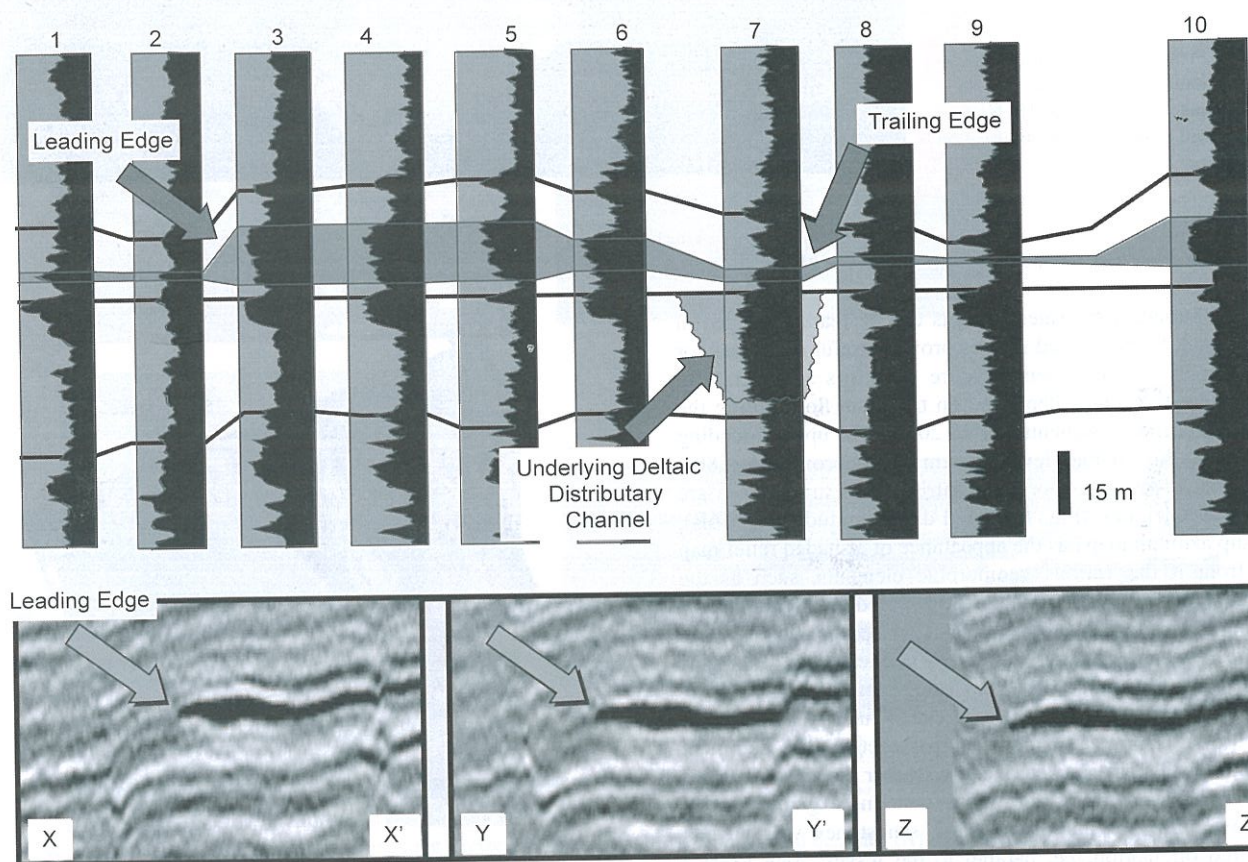 1 2 3 4 5 6 7 8 9 10
Leading Edge
Trailing Edge
Underlying Deltaic
Distributary
Channel
15 m
Leading Edge
X X' Y Y' Z Z